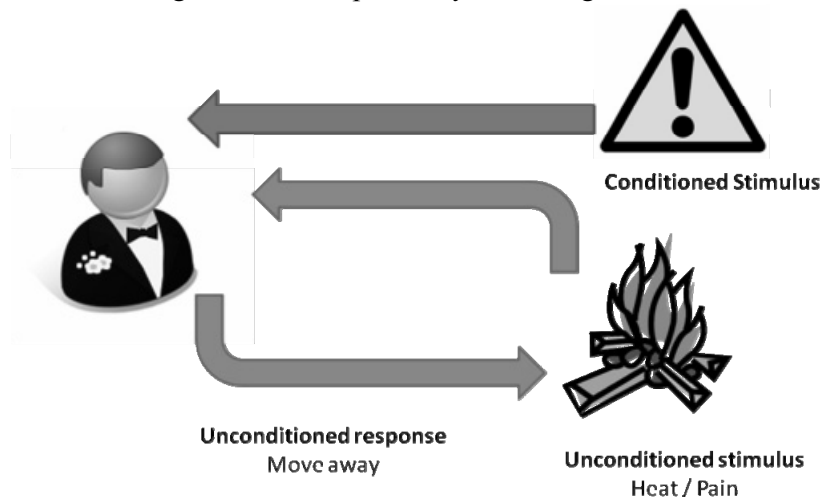 Conditioned Stimulus
Unconditioned response
Move away
Unconditioned stimulus
Heat / Pain